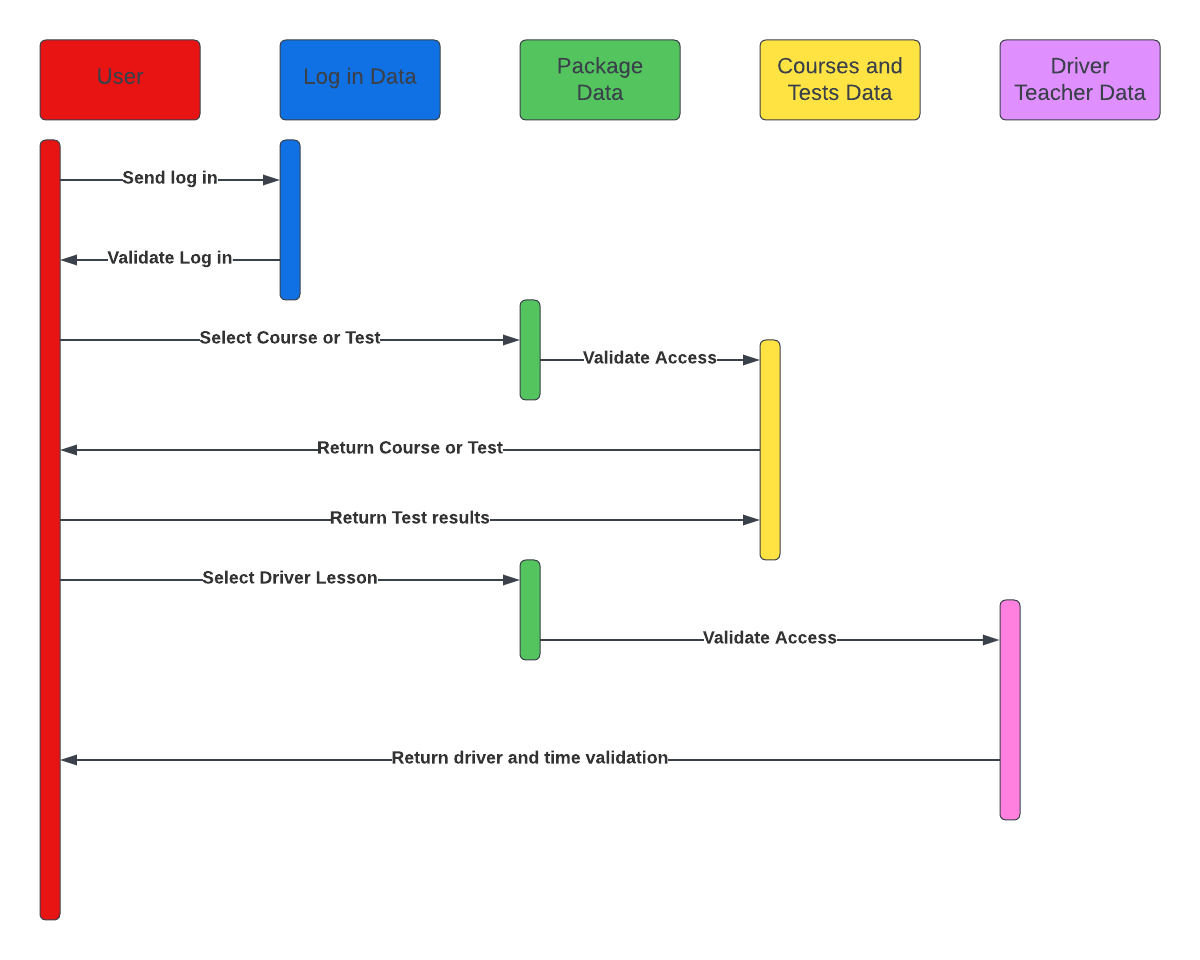 User
Log in Data
Package
Data
Courses and
Tests Data
Driver
Teacher Data
Send log in
Validate Log in
Select Course or Test
Validate Access
Return Course or Test
Return Test results
Select Driver Lesson
Validate Access
Return driver and time validation